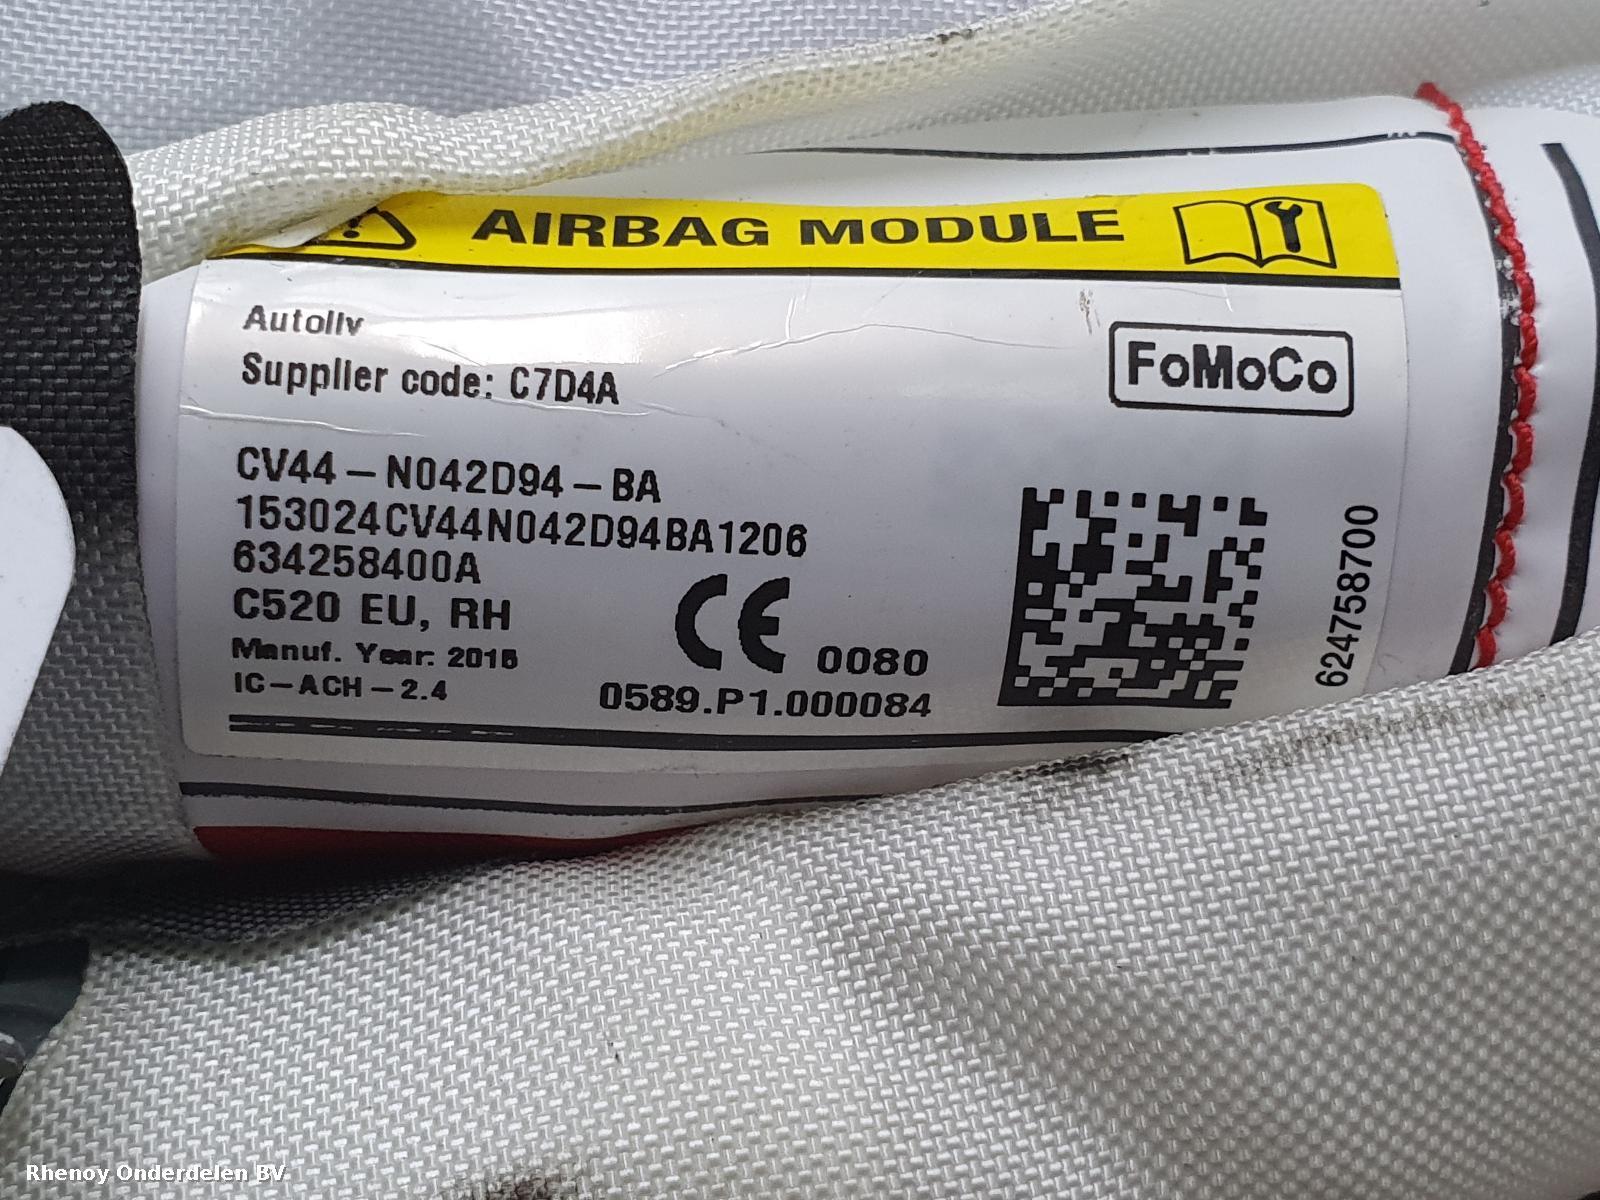 AIRBAG MODULE
Autoliv
Supplier code: C7D4A
FoMoCo
CV44-N042D94-BA
153024CV44N042D94BA1206
634258400A
C520 EU, RH
Manuf. Year: 2015
IC-ACH-2.4
CE 0080
0589.P1.000084
624758700
Rhenoy Onderdelen BV